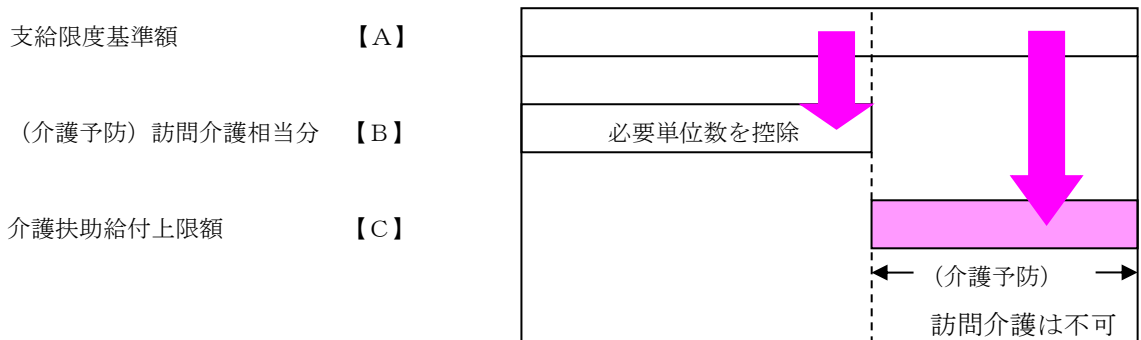 支給限度基準額 【Ａ】
（介護予防）訪問介護相当分 【Ｂ】 必要単位数を控除
介護扶助給付上限額 【Ｃ】
（介護予防）
訪問介護は不可